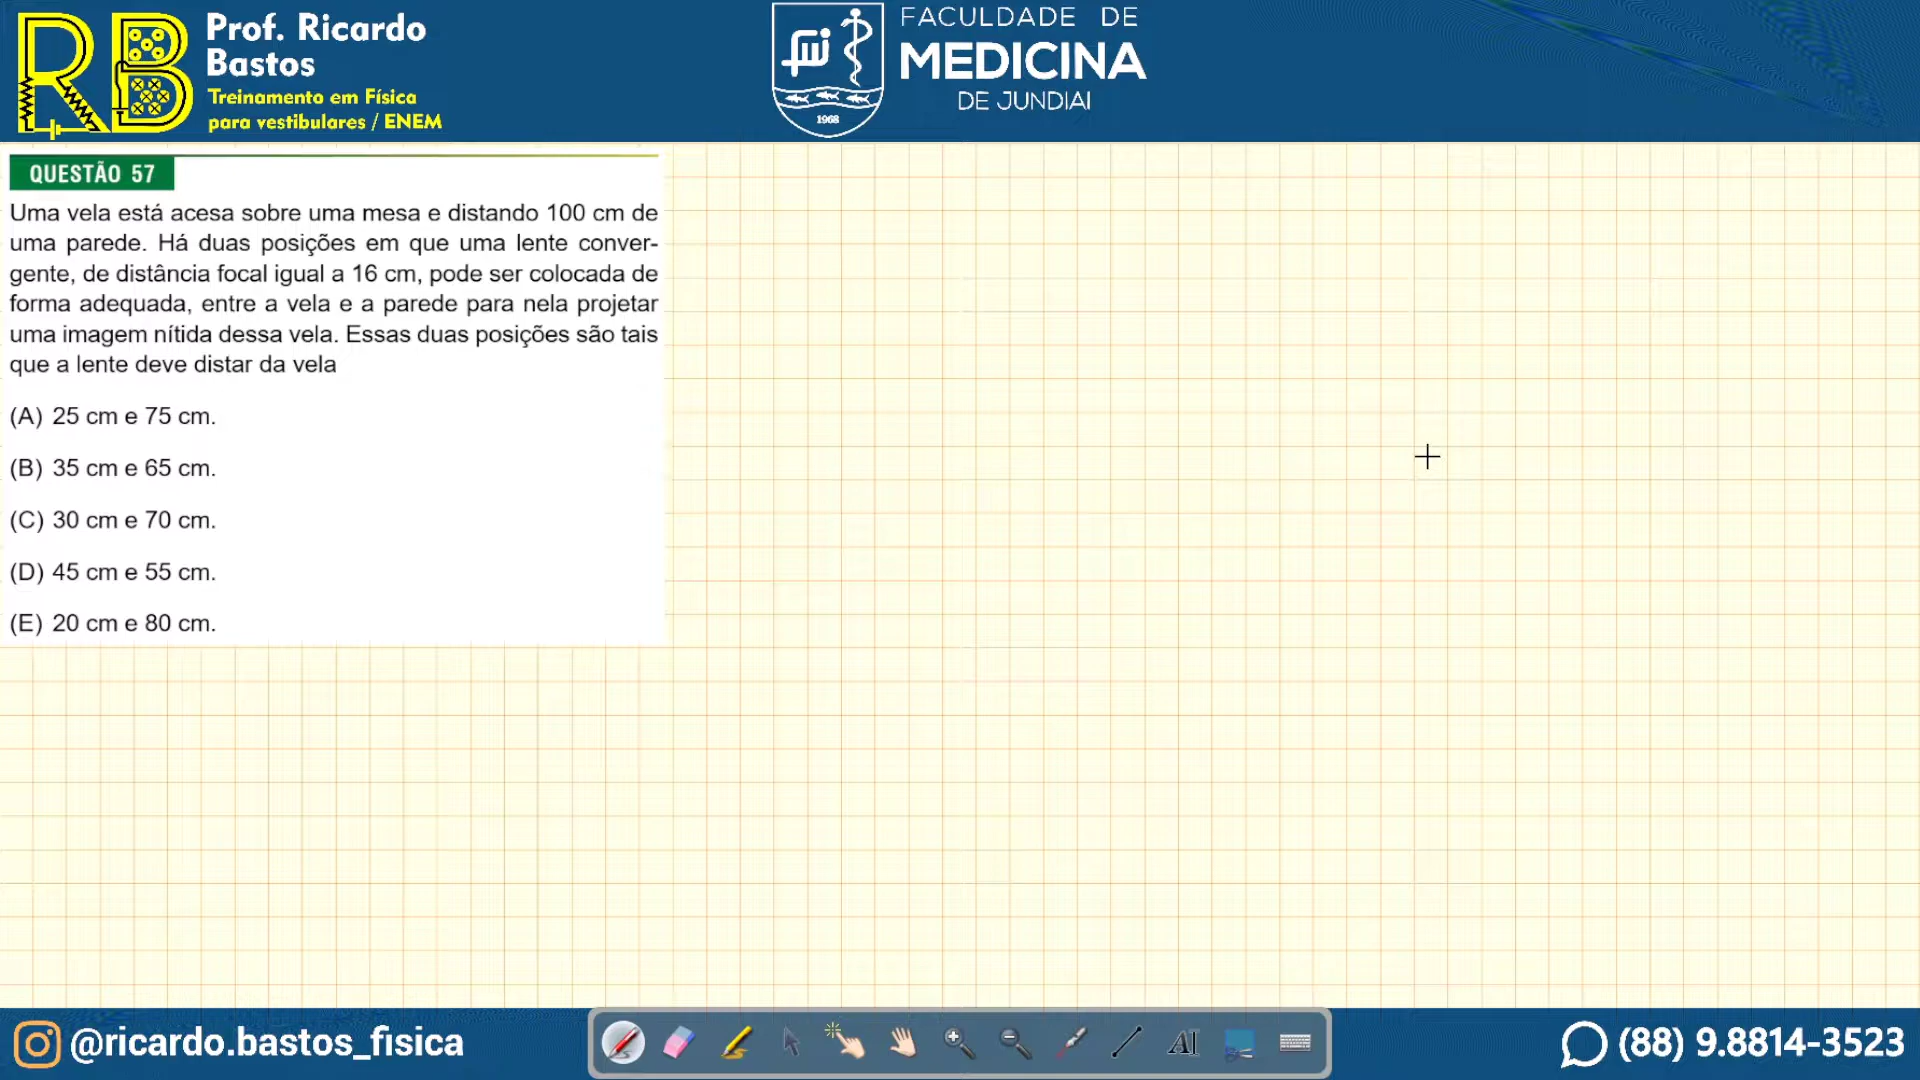 RB
Prof. Ricardo
Bastos
Treinamento em Física
para vestibulares / ENEM
FACULDADE DE
MEDICINA
DE JUNDIAÍ
1968
QUESTÃO 57
Uma vela está acesa sobre uma mesa e distando 100 cm de
uma parede. Há duas posições em que uma lente conver-
gente, de distância focal igual a 16 cm, pode ser colocada de
forma adequada, entre a vela e a parede para nela projetar
uma imagem nítida dessa vela. Essas duas posições são tais
que a lente deve distar da vela
(A) 25 cm e 75 cm.
(B) 35 cm e 65 cm.
(C) 30 cm e 70 cm.
(D) 45 cm e 55 cm.
(E) 20 cm e 80 cm.
@ricardo.bastos_fisica
AI
(88) 9.8814-3523